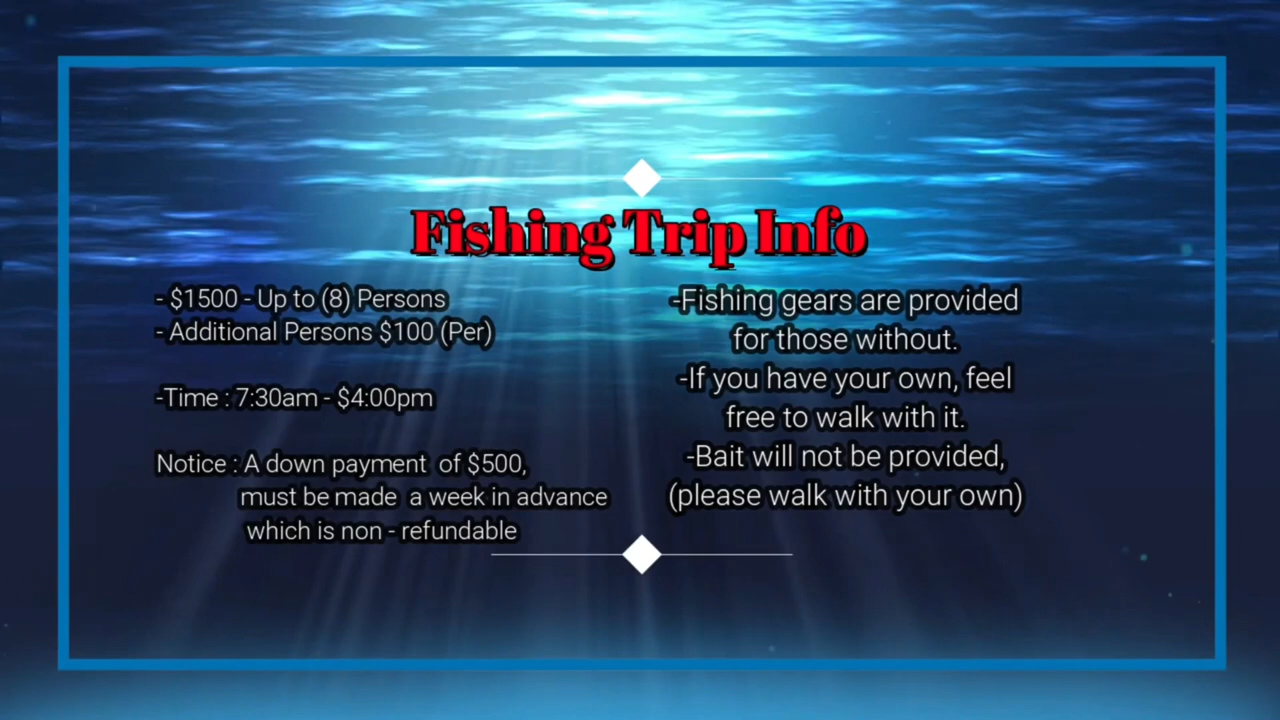 Fishing Trip Info
- $1500 - Up to (8) Persons
- Additional Persons $100 (Per)
-Time : 7:30am - $4:00pm
Notice : A down payment of $500,
must be made a week in advance
which is non - refundable
-Fishing gears are provided
for those without.
-If you have your own, feel
free to walk with it.
-Bait will not be provided,
(please walk with your own)